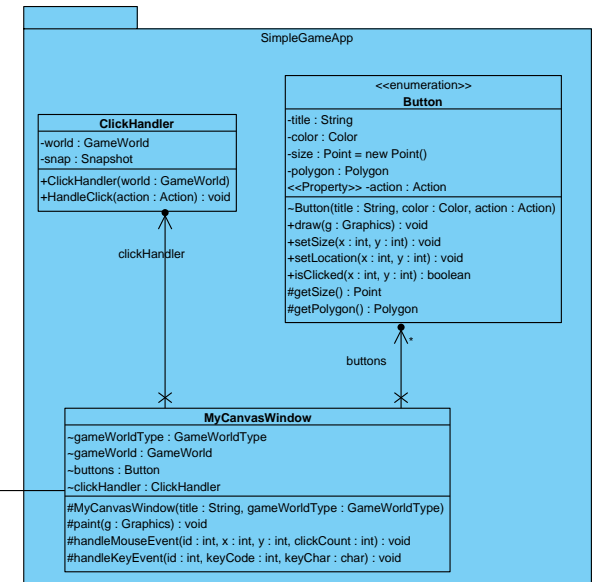 SimpleGameApp
<<enumeration>>
Button
-title : String
-color : Color
-size : Point = new Point()
-polygon : Polygon
<<Property>> -action : Action
~Button(title : String, color : Color, action : Action)
+draw(g : Graphics) : void
+setSize(x : int, y : int) : void
+setLocation(x : int, y : int) : void
+isClicked(x : int, y : int) : boolean
#getSize() : Point
#getPolygon() : Polygon
ClickHandler
-world : GameWorld
-snap : Snapshot
+ClickHandler(world : GameWorld)
+HandleClick(action : Action) : void
clickHandler
*
buttons
MyCanvasWindow
~gameWorldType : GameWorldType
~gameWorld : GameWorld
~buttons : Button
~clickHandler : ClickHandler
#MyCanvasWindow(title : String, gameWorldType : GameWorldType)
#paint(g : Graphics) : void
#handleMouseEvent(id : int, x : int, y : int, clickCount : int) : void
#handleKeyEvent(id : int, keyCode : int, keyChar : char) : void